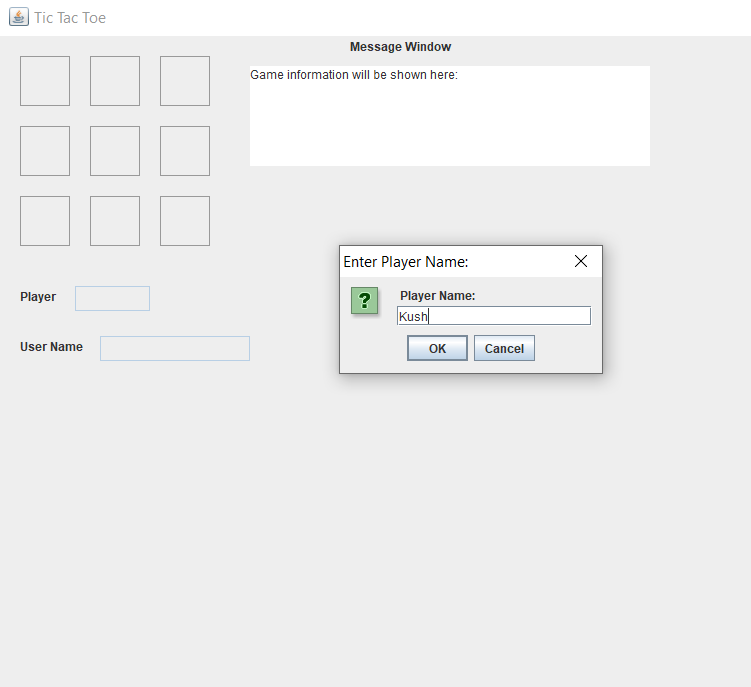 Tic Tac Toe
Message Window
Game information will be shown here:
Enter Player Name:
?
Player Name:
Kush
OK Cancel
Player
User Name